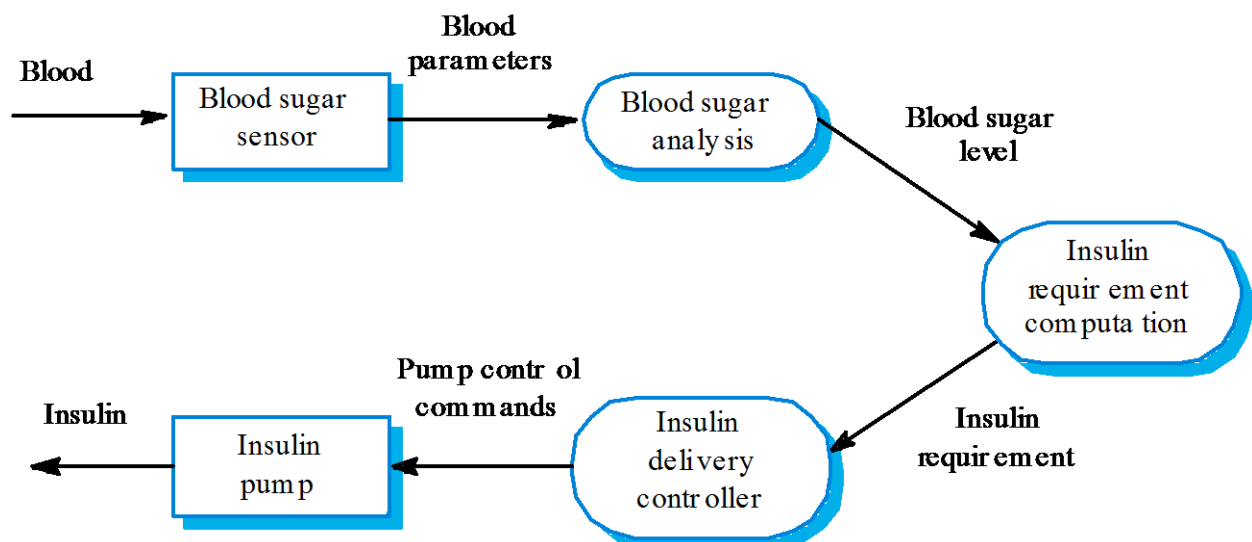 Blood
Blood sugar
sensor
Blood
parameters
Blood sugar
analysis
Blood sugar
level
Insulin
requirement
computation
Insulin
requirement
Insulin
delivery
controller
Pump control
commands
Insulin
pump
Insulin